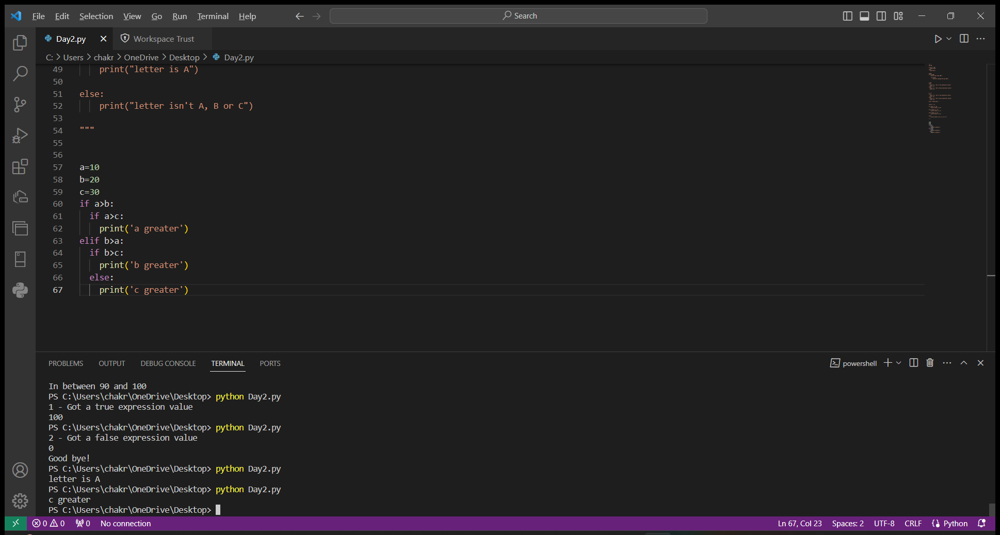 File Edit Selection View Go Run Terminal Help Search
Day2.py Workspace Trust
C: > Users > chakr > OneDrive > Desktop > Day2.py
49 print("letter is A")
50
51 else:
52 print("letter isn't A, B or C")
53
54 """
55
56
57 a=10
58 b=20
59 c=30
60 if a>b:
61 if a>c:
62 print('a greater')
63 elif b>a:
64 if b>c:
65 print('b greater')
66 else:
67 print('c greater')
PROBLEMS OUTPUT DEBUG CONSOLE TERMINAL PORTS powershell
In between 90 and 100
PS C:\Users\chakr\OneDrive\Desktop> python Day2.py
1 - Got a true expression value
100
PS C:\Users\chakr\OneDrive\Desktop> python Day2.py
2 - Got a false expression value
0
Good bye!
PS C:\Users\chakr\OneDrive\Desktop> python Day2.py
letter is A
PS C:\Users\chakr\OneDrive\Desktop> python Day2.py
c greater
PS C:\Users\chakr\OneDrive\Desktop>
0 0 0 No connection Ln 67, Col 23 Spaces: 2 UTF-8 CRLF Python